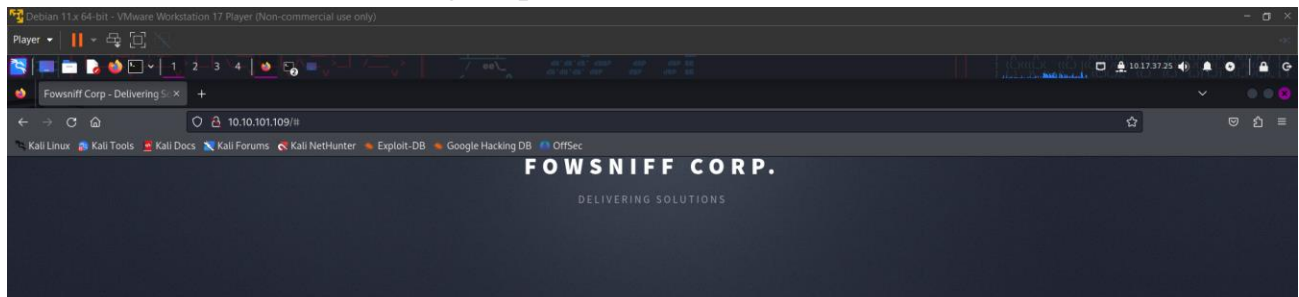 Debian 11.x 64-bit - VMware Workstation 17 Player (Non-commercial use only)
Player
1 2 3 4 10.17.37.25
Fowsniff Corp - Delivering S
10.10.101.109/#
Kali Linux Kali Tools Kali Docs Kali Forums Kali NetHunter Exploit-DB Google Hacking DB OffSec
FOWSNIFF CORP.
DELIVERING SOLUTIONS